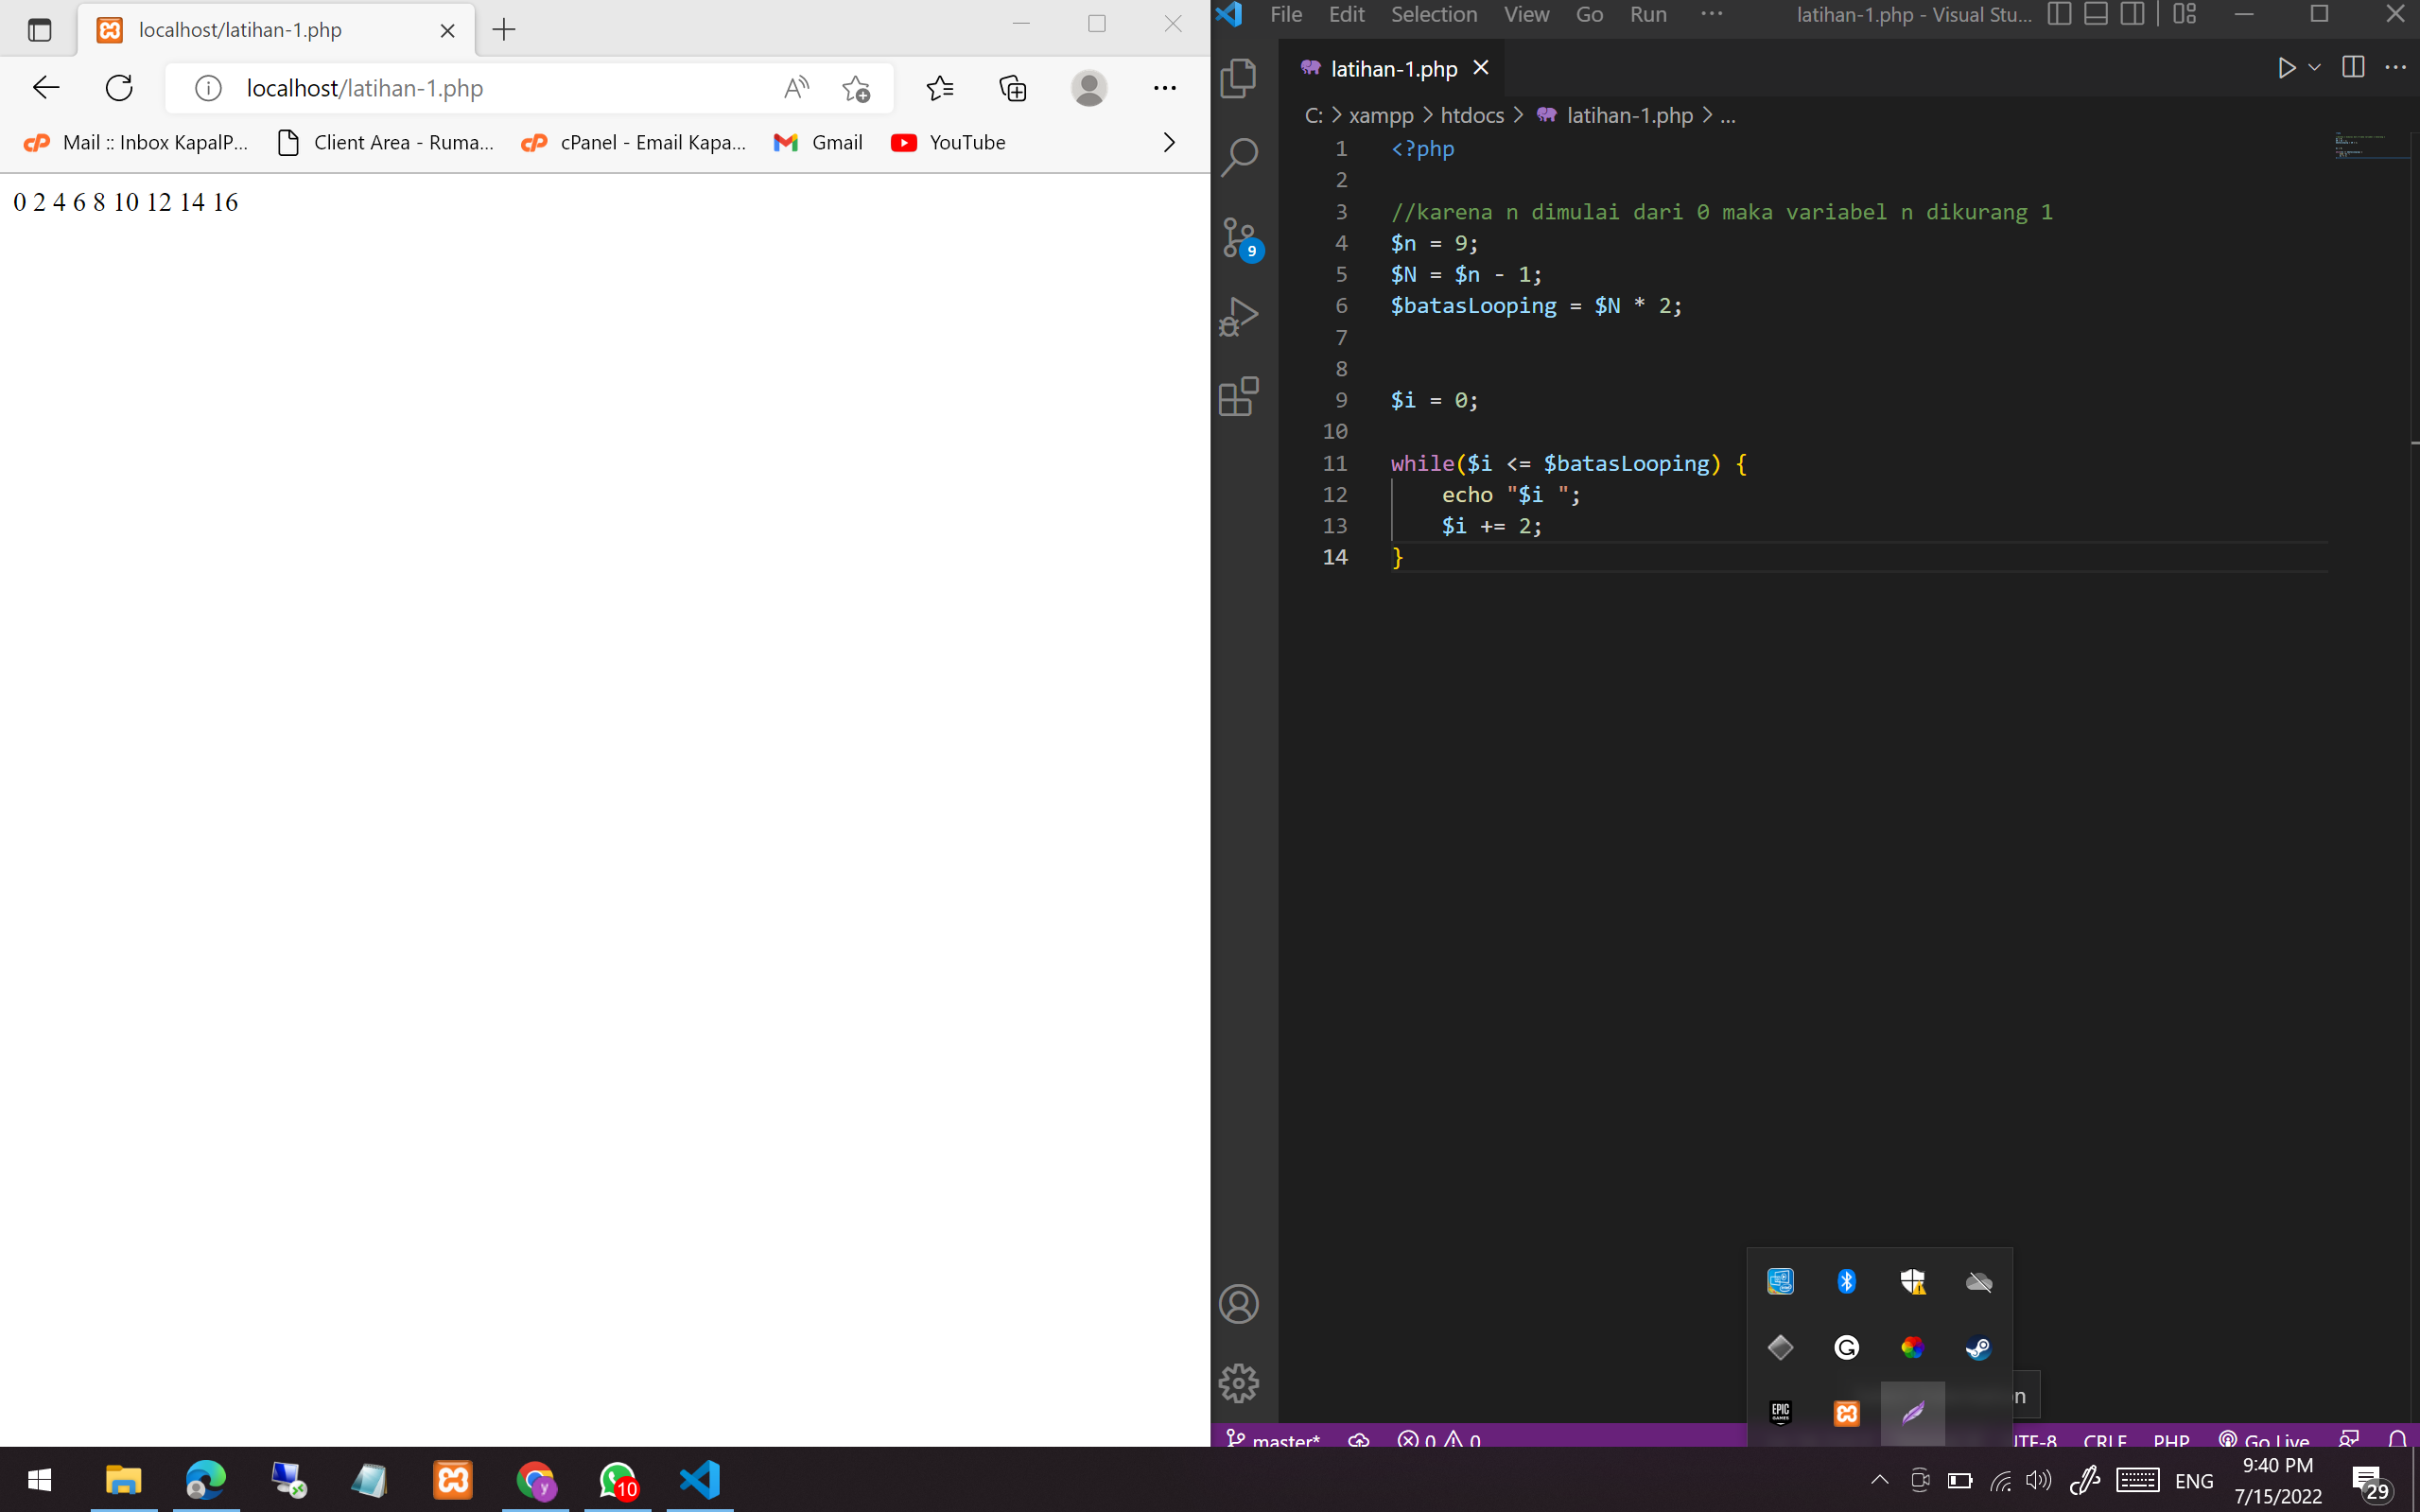 localhost/latihan-1.php
localhost/latihan-1.php
Mail :: Inbox KapalP...
Client Area - Ruma...
cPanel - Email Kapa...
Gmail
YouTube
0 2 4 6 8 10 12 14 16
File Edit Selection View Go Run ... latihan-1.php - Visual Stu...
latihan-1.php
C: > xampp > htdocs > latihan-1.php > ...
1 <?php
2
3 //karena n dimulai dari 0 maka variabel n dikurang 1
4 $n = 9;
5 $N = $n - 1;
6 $batasLooping = $N * 2;
7
8
9 $i = 0;
10
11 while($i <= $batasLooping) {
12 echo "$i ";
13 $i += 2;
14 }
9
EPIC GAMES
n
master* 0 0 UTF-8 CRLF PHP Go Live
y
10
ENG
9:40 PM
7/15/2022
29